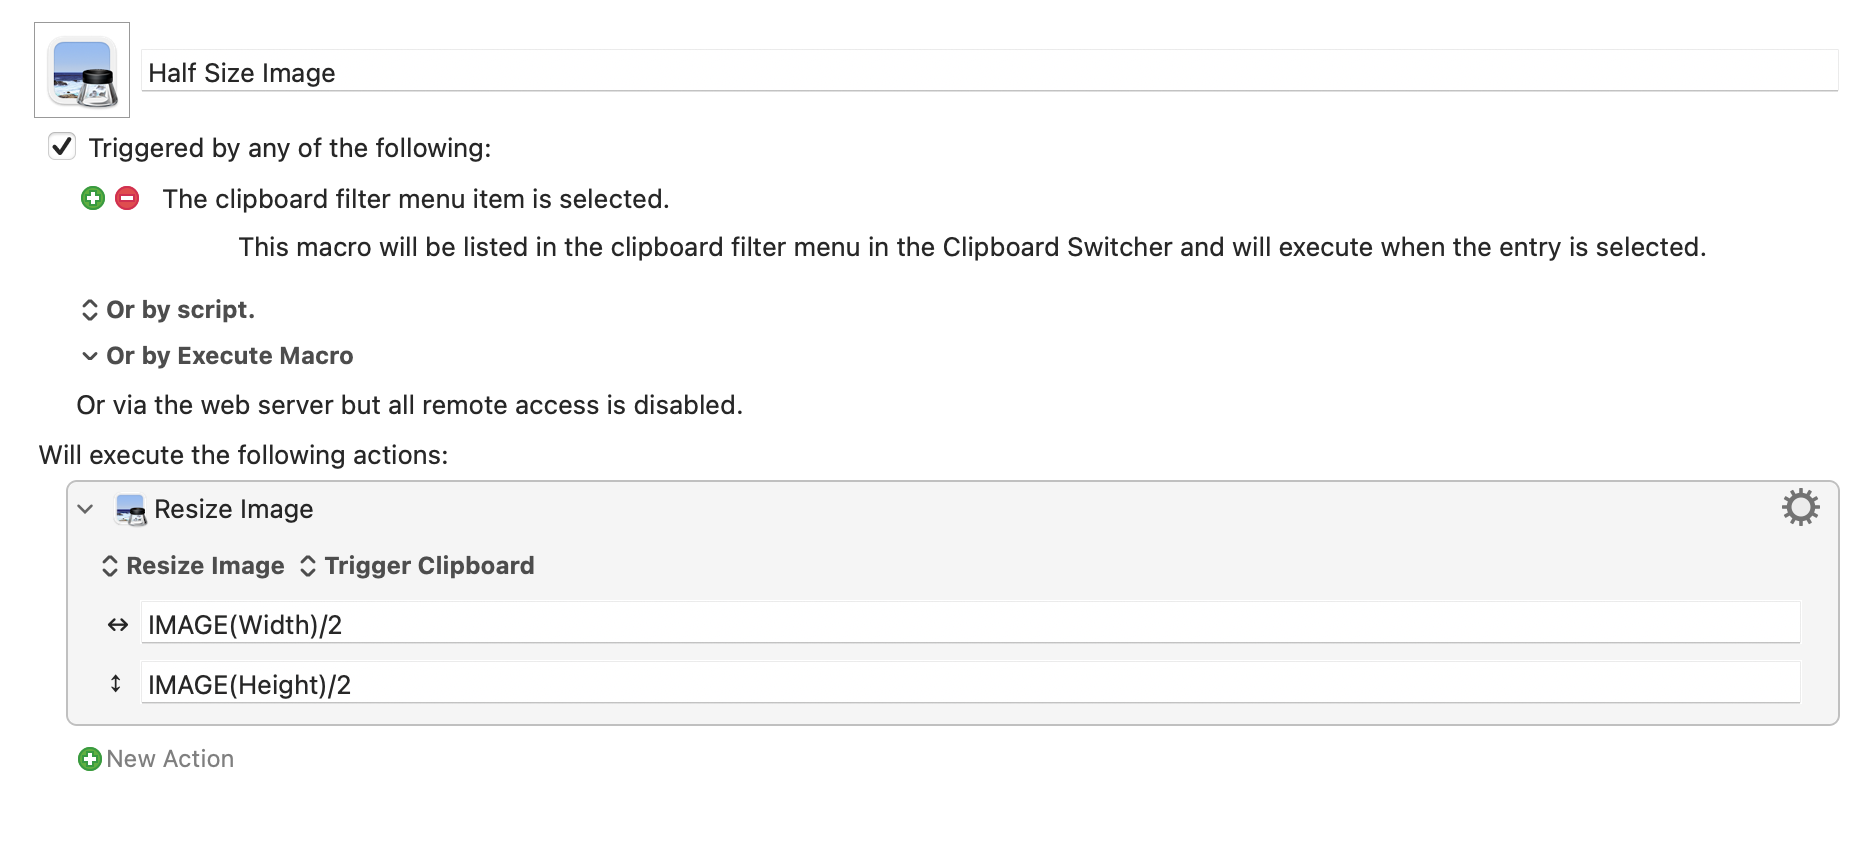 Half Size Image
Triggered by any of the following:
The clipboard filter menu item is selected.
This macro will be listed in the clipboard filter menu in the Clipboard Switcher and will execute when the entry is selected.
Or by script.
Or by Execute Macro
Or via the web server but all remote access is disabled.
Will execute the following actions:
Resize Image
Resize Image Trigger Clipboard
IMAGE(Width)/2
IMAGE(Height)/2
New Action